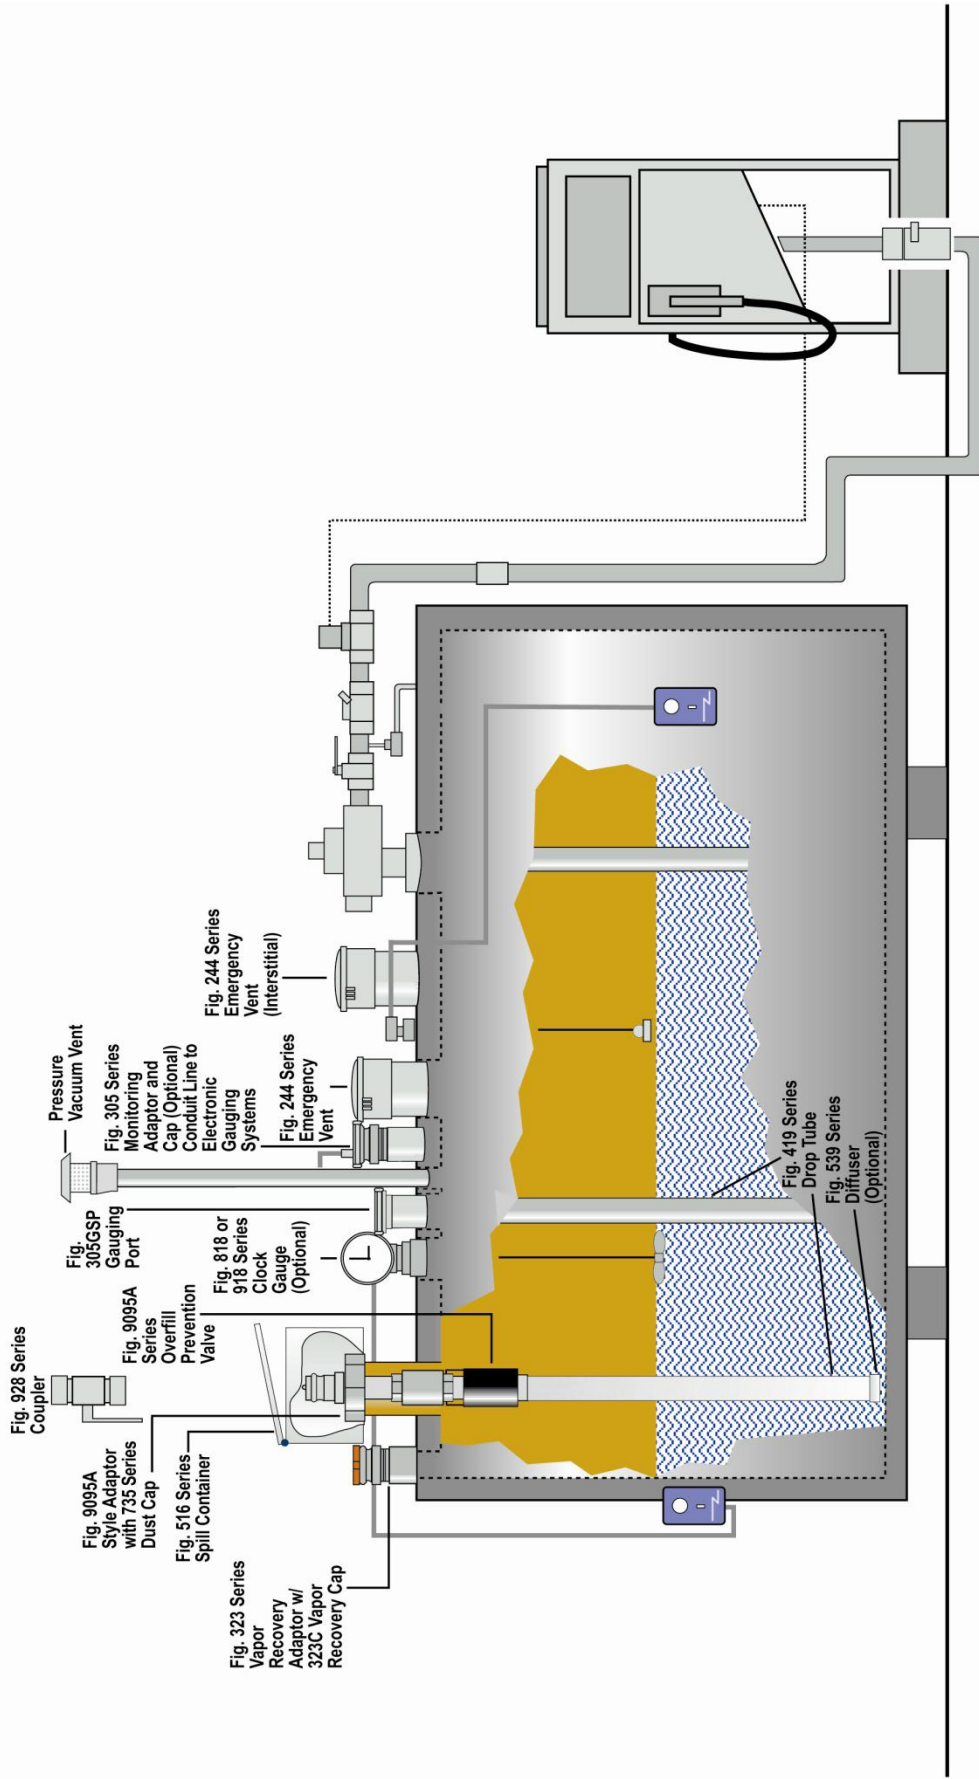 Fig. 928 Series
Coupler
Fig. 9095A
Style Adaptor
with 735 Series
Dust Cap
Fig. 516 Series
Spill Container
Fig. 323 Series
Vapor
Recovery
Adaptor w/
323C Vapor
Recovery Cap
Fig. 9095A
Series
Overfill
Prevention
Valve
Fig. 818 or
918 Series
Clock
Gauge
(Optional)
Fig.
305GSP
Gauging
Port
Pressure
Vacuum Vent
Fig. 305 Series
Monitoring
Adaptor and
Cap (Optional)
Conduit Line to
Electronic
Gauging
Systems
Fig. 244 Series
Emergency
Vent
Fig. 244 Series
Emergency
Vent
(Interstitial)
Fig. 419 Series
Drop Tube
Fig. 539 Series
Diffuser
(Optional)